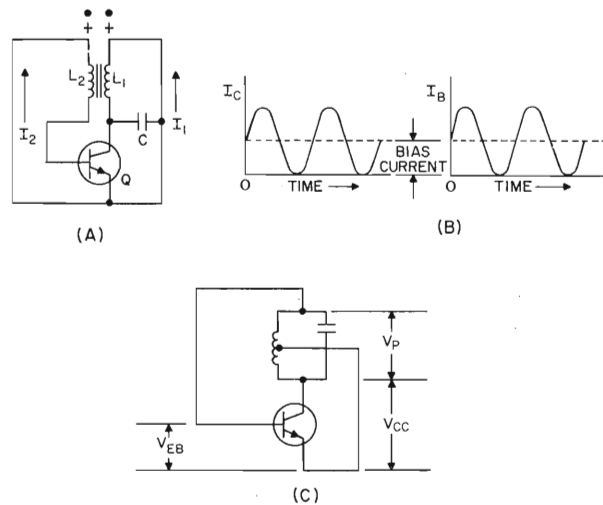 + +
L2 L1
I2 C I1
Q
(A)
IC IB
BIAS
CURRENT
O TIME O TIME
(B)
VP
VCC
VEB
(C)